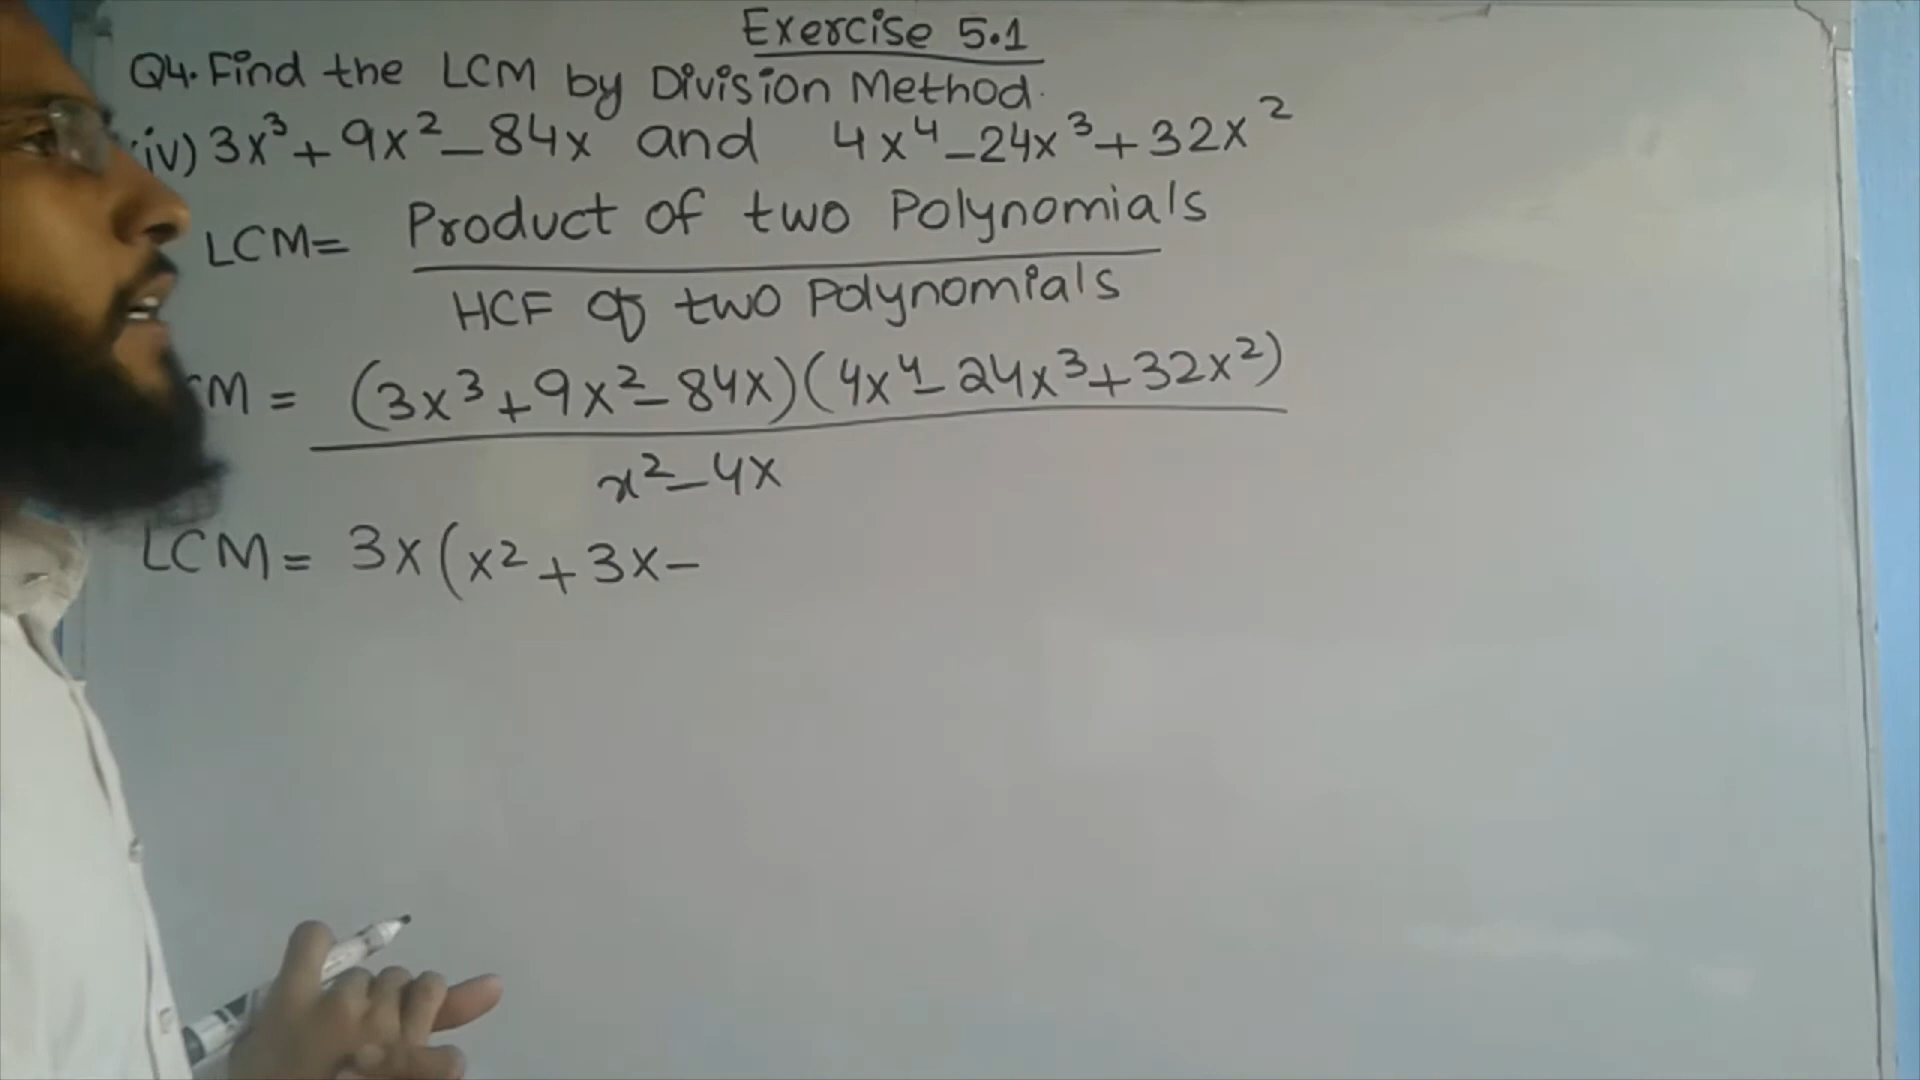 Exercise 5.1
Q4. Find the LCM by Division Method.
iv) 3x³ + 9x² - 84x and 4x⁴ - 24x³ + 32x²
LCM = Product of two Polynomials
HCF of two Polynomials
M = (3x³ + 9x² - 84x)(4x⁴ - 24x³ + 32x²)
x² - 4x
LCM = 3x(x² + 3x -